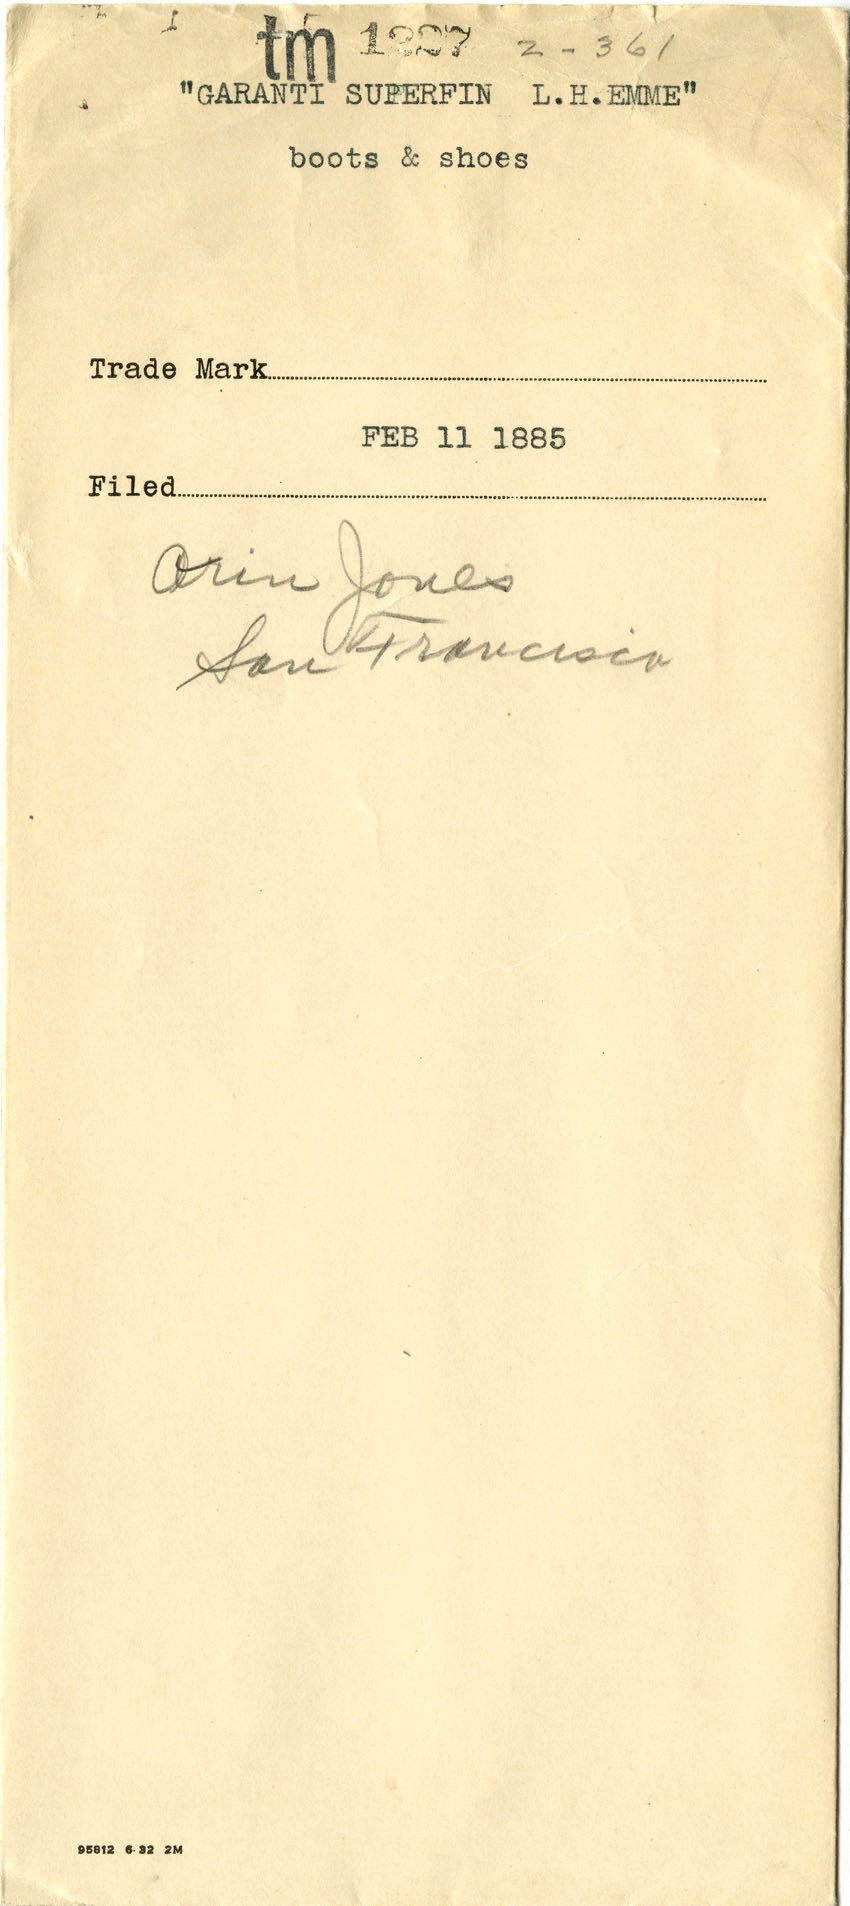 tm 2-361
"GARANTI SUPERFIN L.H.EMME"
boots & shoes
Trade Mark
FEB 11 1885
Filed
Orin Jones
San Francisco
95812 6-32 2M